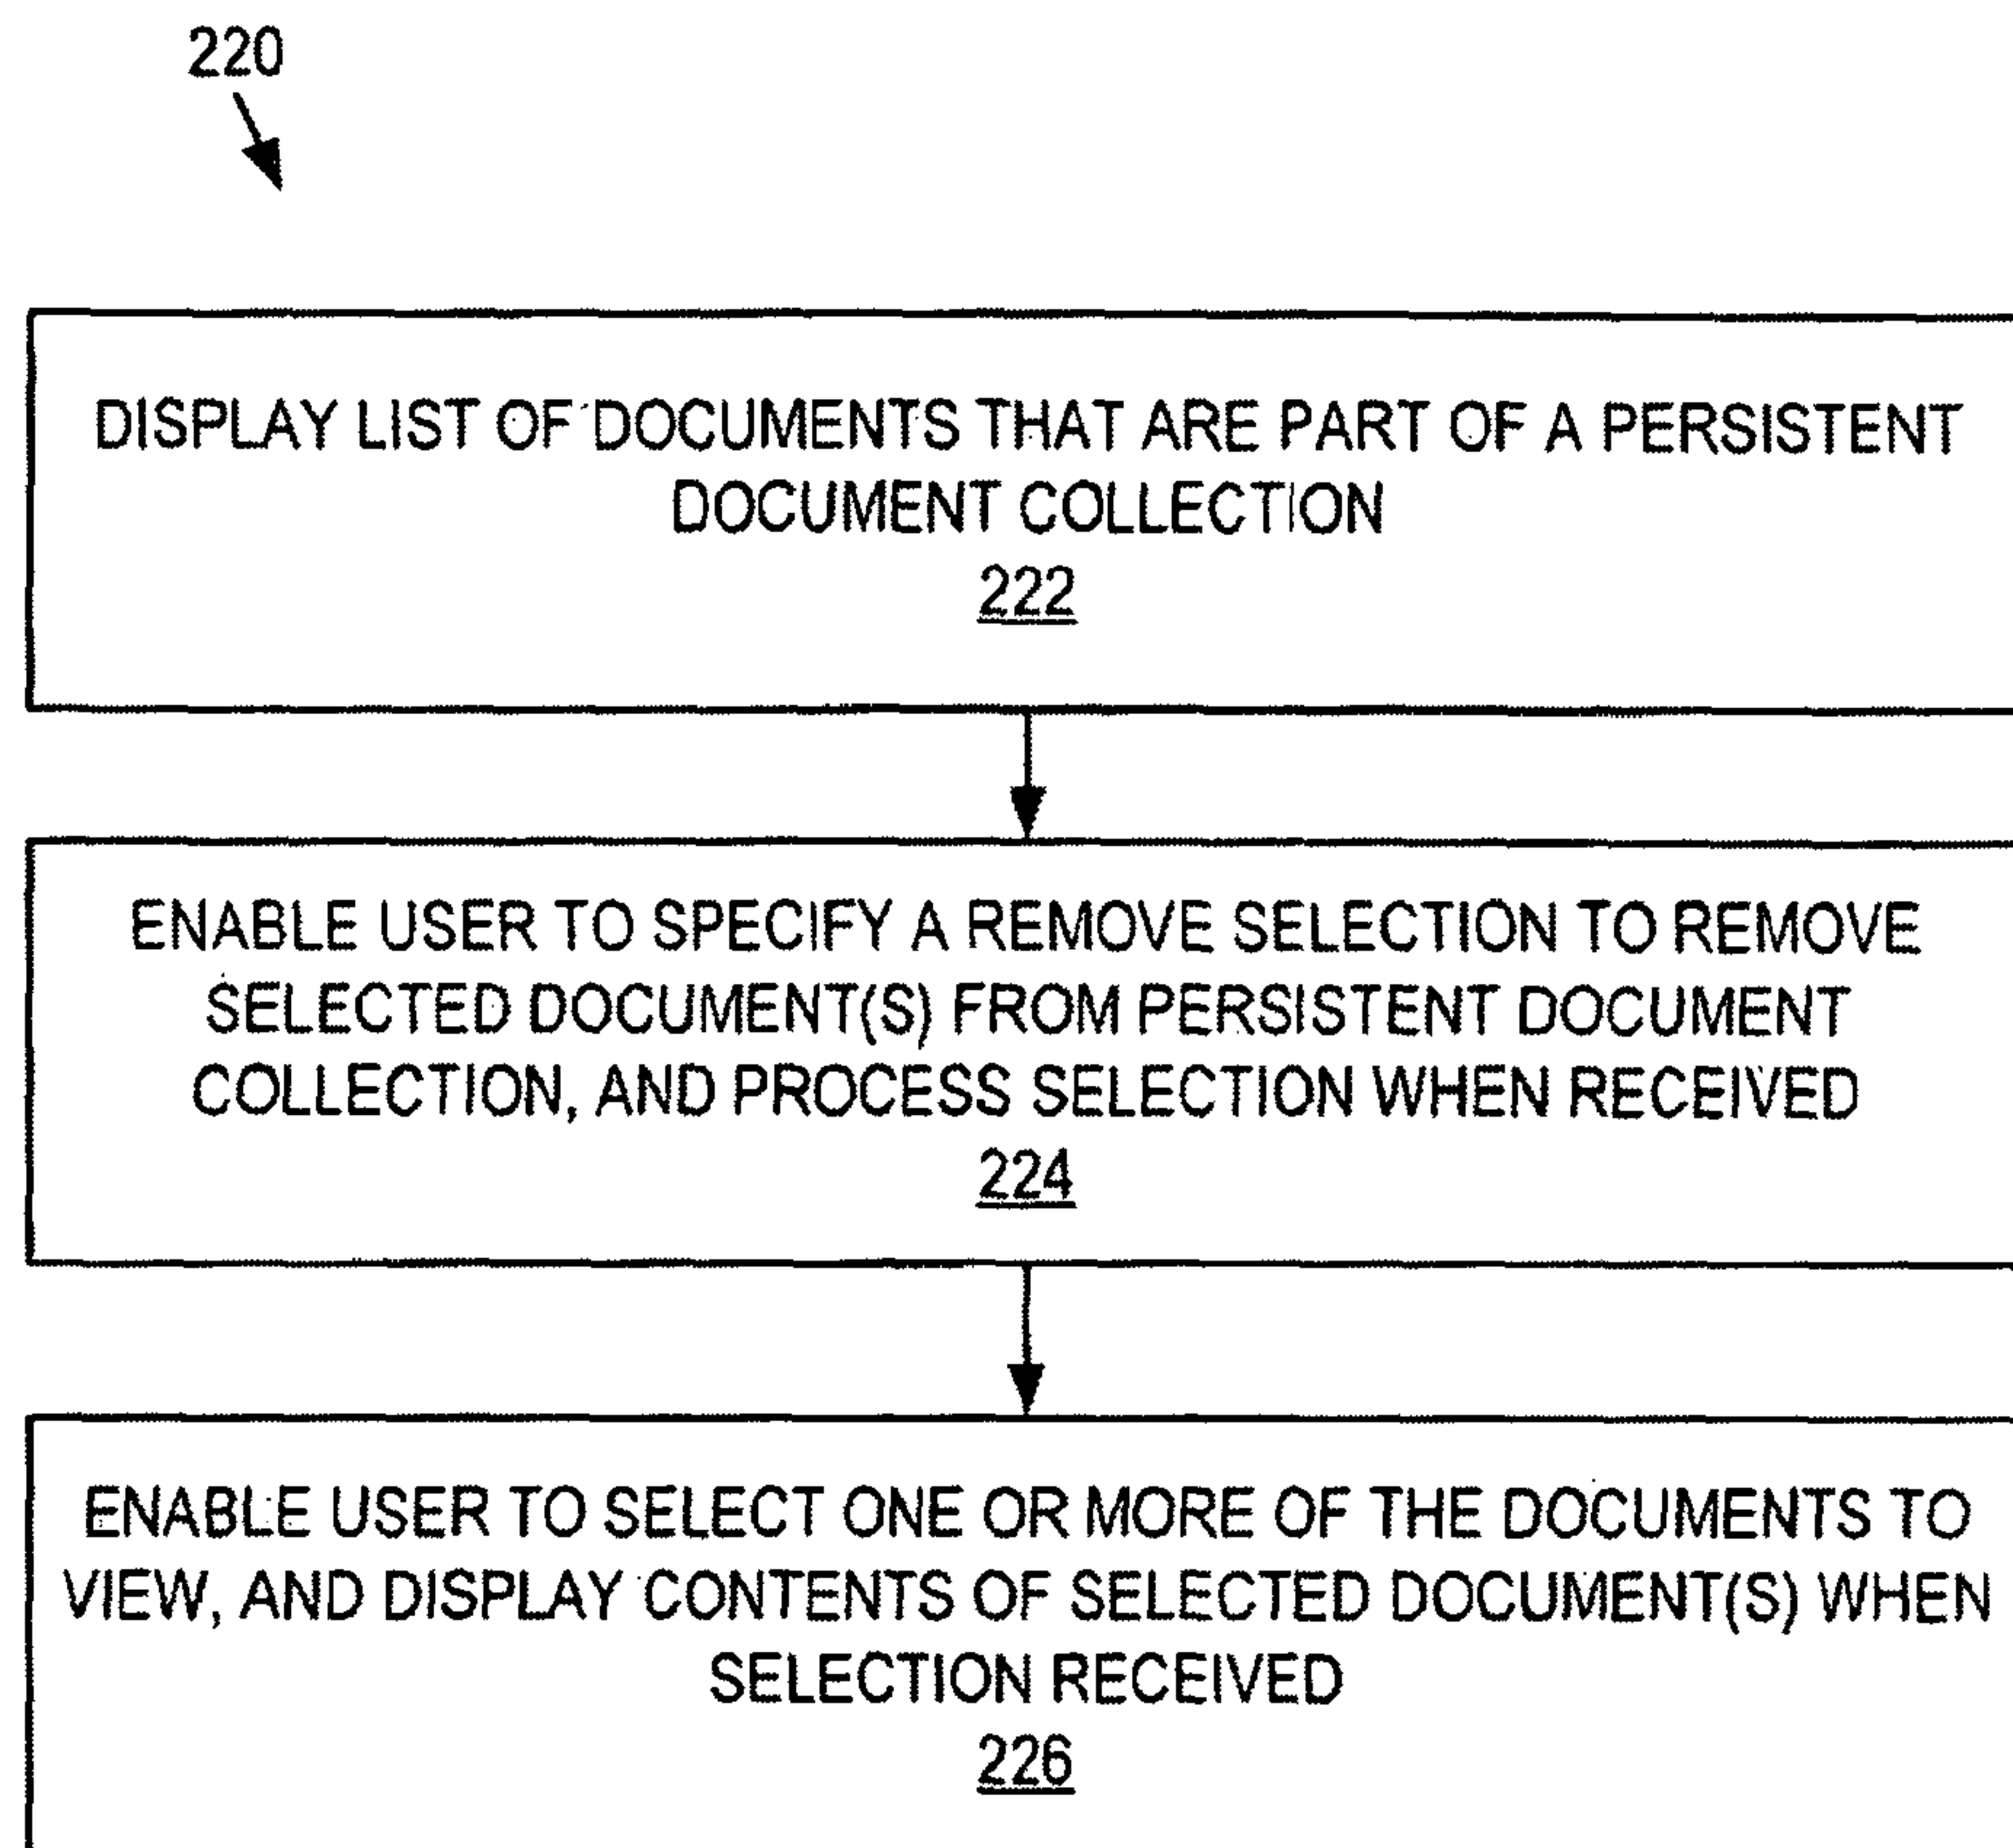 220
DISPLAY LIST OF DOCUMENTS THAT ARE PART OF A PERSISTENT
DOCUMENT COLLECTION
222
ENABLE USER TO SPECIFY A REMOVE SELECTION TO REMOVE
SELECTED DOCUMENT(S) FROM PERSISTENT DOCUMENT
COLLECTION, AND PROCESS SELECTION WHEN RECEIVED
224
ENABLE USER TO SELECT ONE OR MORE OF THE DOCUMENTS TO
VIEW, AND DISPLAY CONTENTS OF SELECTED DOCUMENT(S) WHEN
SELECTION RECEIVED
226